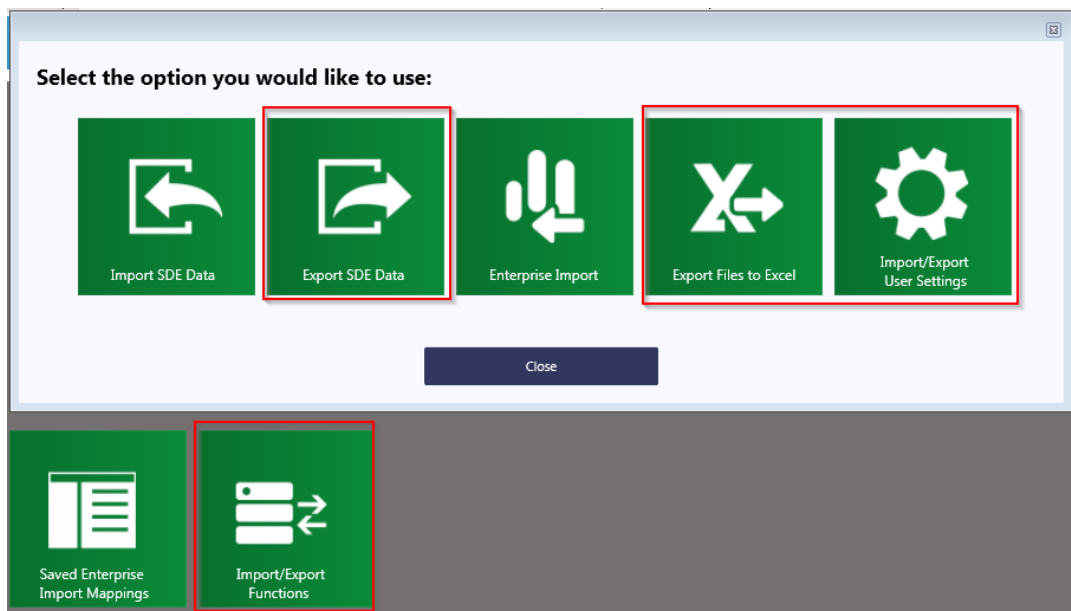 Select the option you would like to use:
Import SDE Data
Export SDE Data
Enterprise Import
Export Files to Excel
Import/Export
User Settings
Close
Saved Enterprise
Import Mappings
Import/Export
Functions